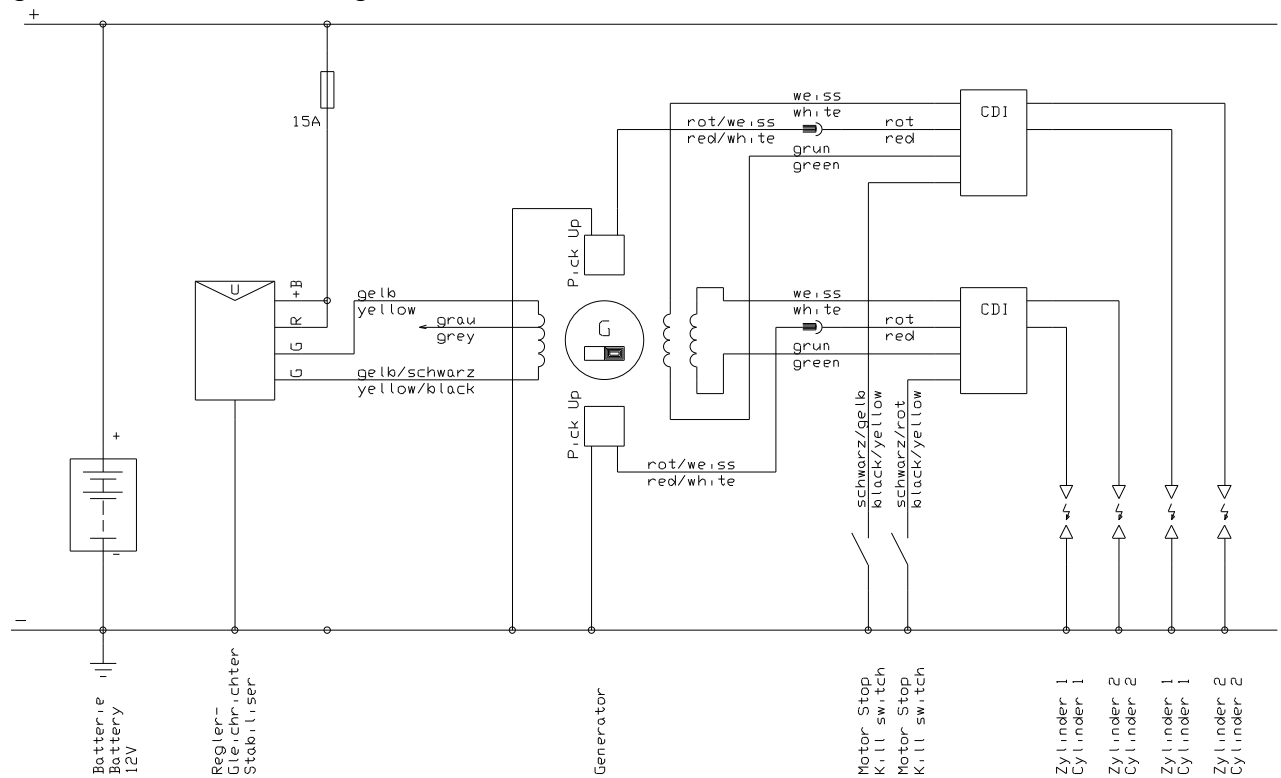 +
15A
weiss
white
rot/weiss
red/white
rot
red
grun
green
CDI
Pick Up
U
+B
R
G
G
gelb
yellow
grau
grey
gelb/schwarz
yellow/black
G
weiss
white
rot
red
grun
green
CDI
Pick Up
rot/weiss
red/white
schwarz/gelb
black/yellow
schwarz/rot
black/yellow
+
-
-
Batterie
Battery
12V
Regler-
Gleichrichter
Stabiliser
Generator
Motor Stop
Kill switch
Motor Stop
Kill switch
Zylinder 1
Cylinder 1
Zylinder 2
Cylinder 2
Zylinder 1
Cylinder 1
Zylinder 2
Cylinder 2